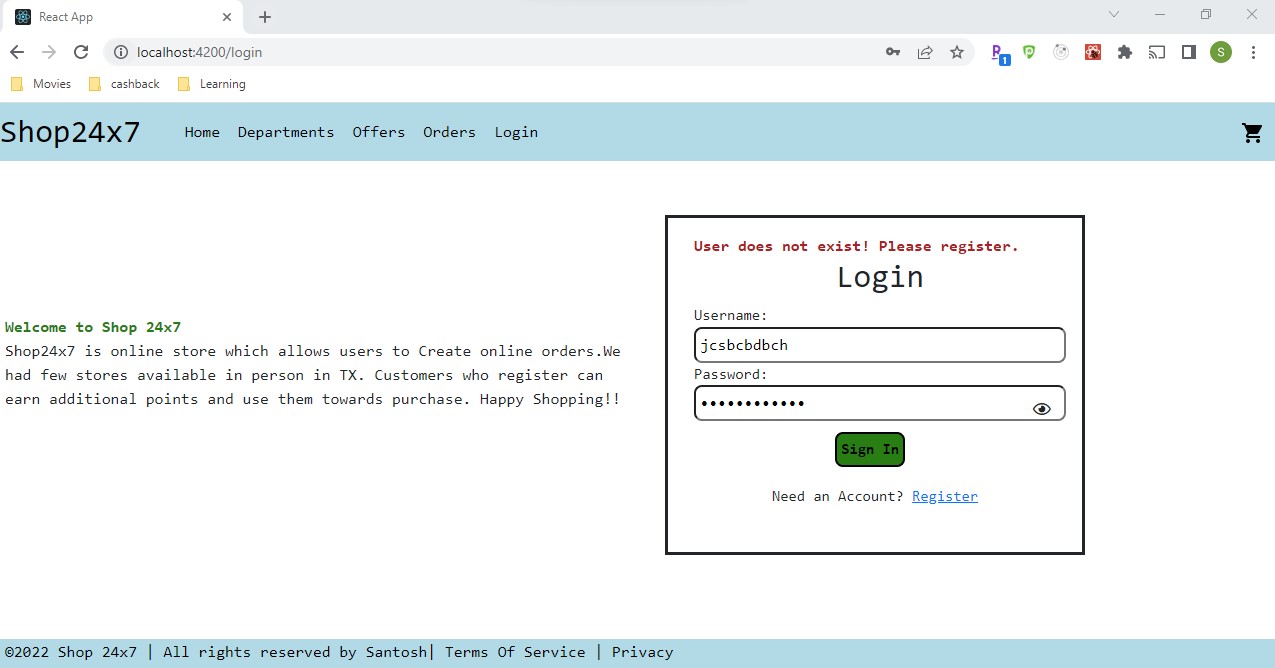 React App
localhost:4200/login
1
S
Movies cashback Learning
Shop24x7 Home Departments Offers Orders Login
User does not exist! Please register.
Login
Username:
jcsbcbdbch
Password:
••••••••••••
Sign In
Need an Account? Register
Welcome to Shop 24x7
Shop24x7 is online store which allows users to Create online orders.We
had few stores available in person in TX. Customers who register can
earn additional points and use them towards purchase. Happy Shopping!!
©2022 Shop 24x7 | All rights reserved by Santosh| Terms Of Service | Privacy